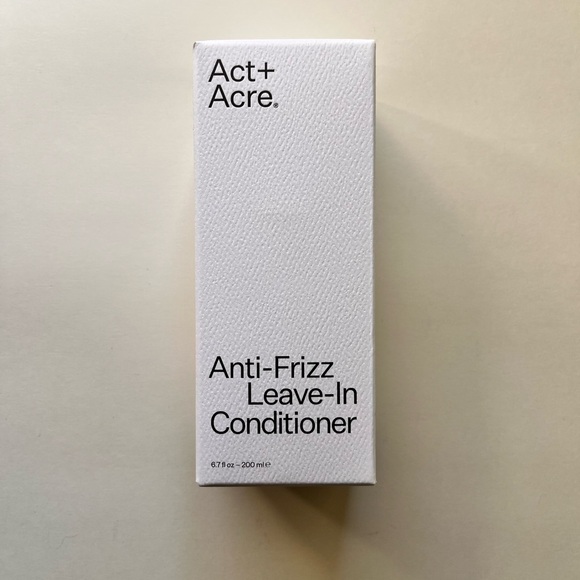 Act+
Acre®
Anti-Frizz
Leave-In
Conditioner
6.7 fl oz – 200 ml ℮